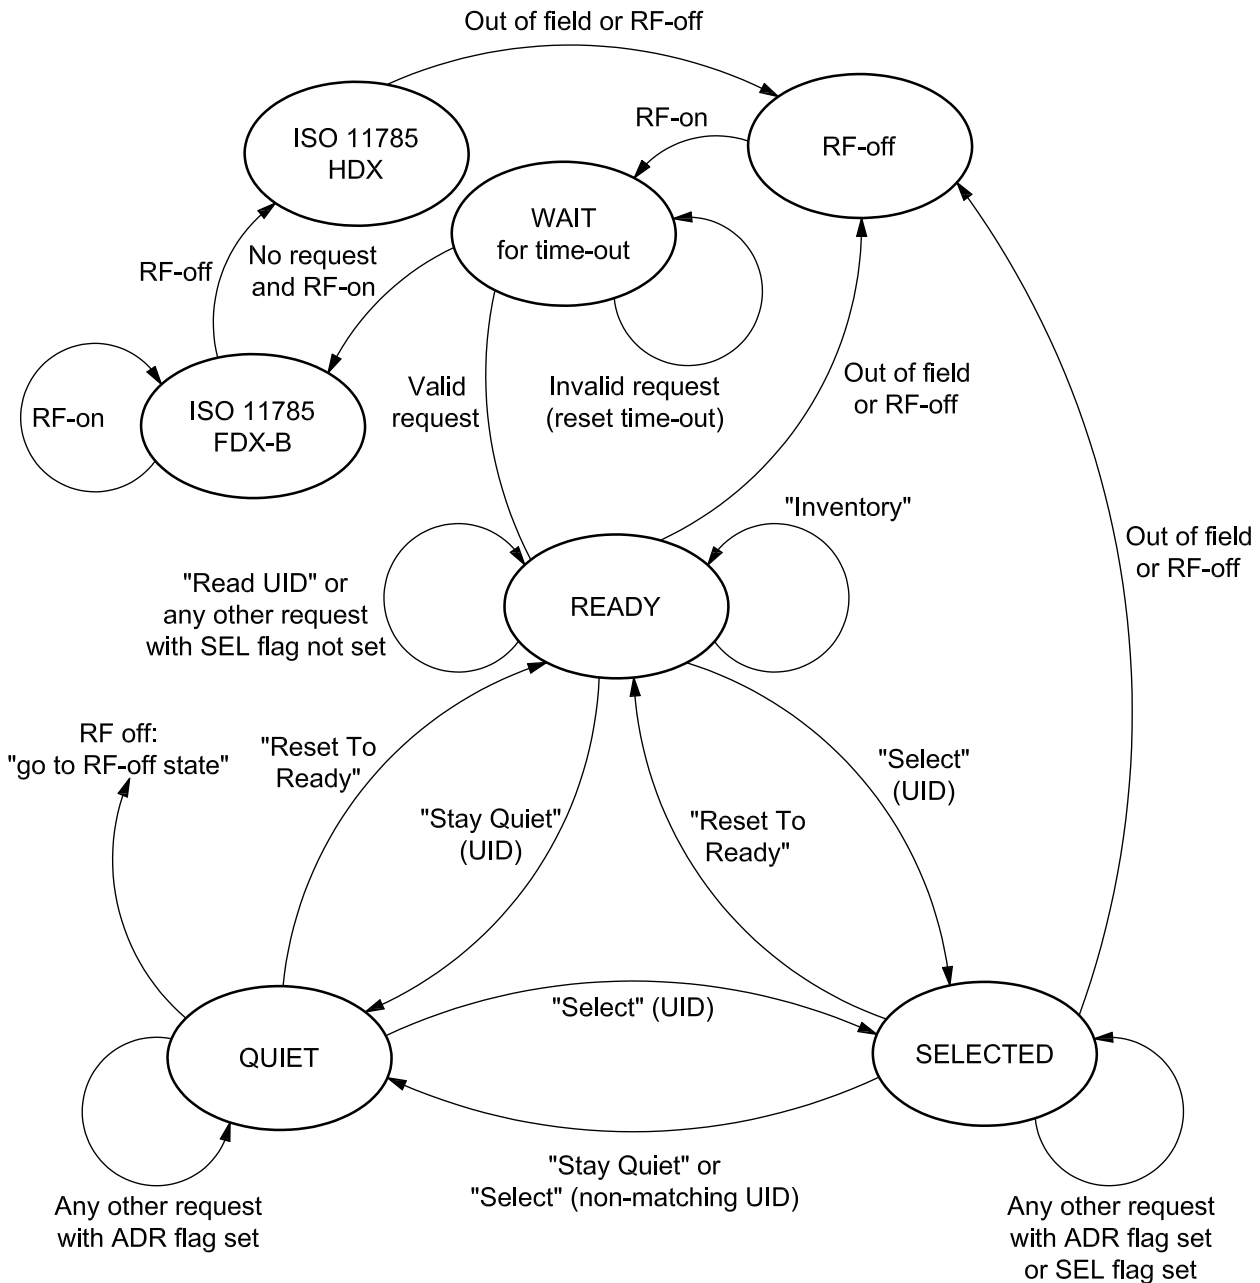 Out of field or RF-off
ISO 11785
HDX
RF-on
RF-off
WAIT
for time-out
No request
and RF-on
RF-off
Valid
request
Invalid request
(reset time-out)
Out of field
or RF-off
RF-on
ISO 11785
FDX-B
"Inventory"
Out of field
or RF-off
"Read UID" or
any other request
with SEL flag not set
READY
RF off:
"go to RF-off state"
"Reset To
Ready"
"Stay Quiet"
(UID)
"Reset To
Ready"
"Select"
(UID)
"Select" (UID)
QUIET
SELECTED
"Stay Quiet" or
"Select" (non-matching UID)
Any other request
with ADR flag set
Any other request
with ADR flag set
or SEL flag set